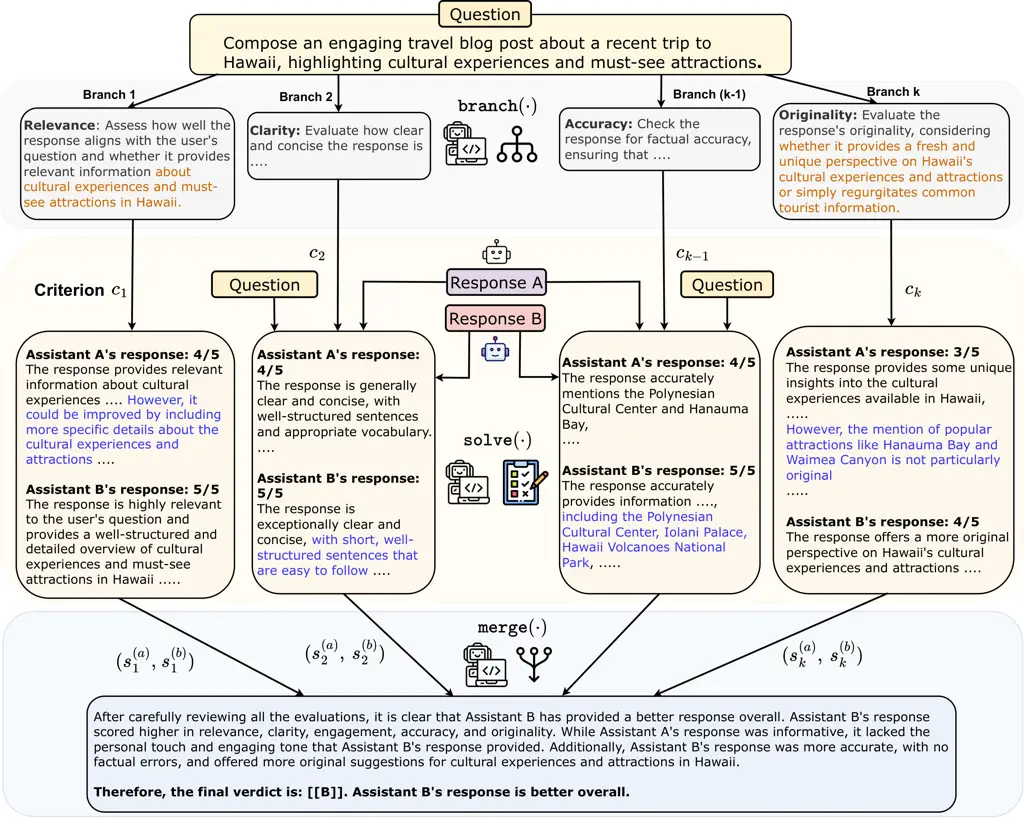 Question
Compose an engaging travel blog post about a recent trip to
Hawaii, highlighting cultural experiences and must-see attractions.
Branch 1
Branch 2
branch(·)
Branch (k-1)
Branch k
Relevance: Assess how well the
response aligns with the user's
question and whether it provides
relevant information about
cultural experiences and must-
see attractions in Hawaii.
Clarity: Evaluate how clear
and concise the response is
....
</>
Accuracy: Check the
response for factual accuracy,
ensuring that ....
Originality: Evaluate the
response's originality, considering
whether it provides a fresh and
unique perspective on Hawaii's
cultural experiences and attractions
or simply regurgitates common
tourist information.
Criterion c₁
c₂
cₖ₋₁
cₖ
Question
Response A
Response B
Question
Assistant A's response: 4/5
The response provides relevant
information about cultural
experiences .... However, it
could be improved by including
more specific details about the
cultural experiences and
attractions ....
Assistant B's response: 5/5
The response is highly relevant
to the user's question and
provides a well-structured and
detailed overview of cultural
experiences and must-see
attractions in Hawaii .....
Assistant A's response:
4/5
The response is generally
clear and concise, with
well-structured sentences
and appropriate vocabulary.
....
Assistant B's response:
5/5
The response is
exceptionally clear and
concise, with short, well-
structured sentences that
are easy to follow ....
solve(·)
</>
Assistant A's response: 4/5
The response accurately
mentions the Polynesian
Cultural Center and Hanauma
Bay,
....
Assistant B's response: 5/5
The response accurately
provides information ....,
including the Polynesian
Cultural Center, Iolani Palace,
Hawaii Volcanoes National
Park, .....
Assistant A's response: 3/5
The response provides some unique
insights into the cultural
experiences available in Hawaii,
.....
However, the mention of popular
attractions like Hanauma Bay and
Waimea Canyon is not particularly
original
.....
Assistant B's response: 4/5
The response offers a more original
perspective on Hawaii's cultural
experiences and attractions ....
merge(·)
</>
(s₁⁽ᵃ⁾, s₁⁽ᵇ⁾)
(s₂⁽ᵃ⁾, s₂⁽ᵇ⁾)
(sₖ⁽ᵃ⁾, sₖ⁽ᵇ⁾)
After carefully reviewing all the evaluations, it is clear that Assistant B has provided a better response overall. Assistant B's response
scored higher in relevance, clarity, engagement, accuracy, and originality. While Assistant A's response was informative, it lacked the
personal touch and engaging tone that Assistant B's response provided. Additionally, Assistant B's response was more accurate, with no
factual errors, and offered more original suggestions for cultural experiences and attractions in Hawaii.
Therefore, the final verdict is: [[B]]. Assistant B's response is better overall.